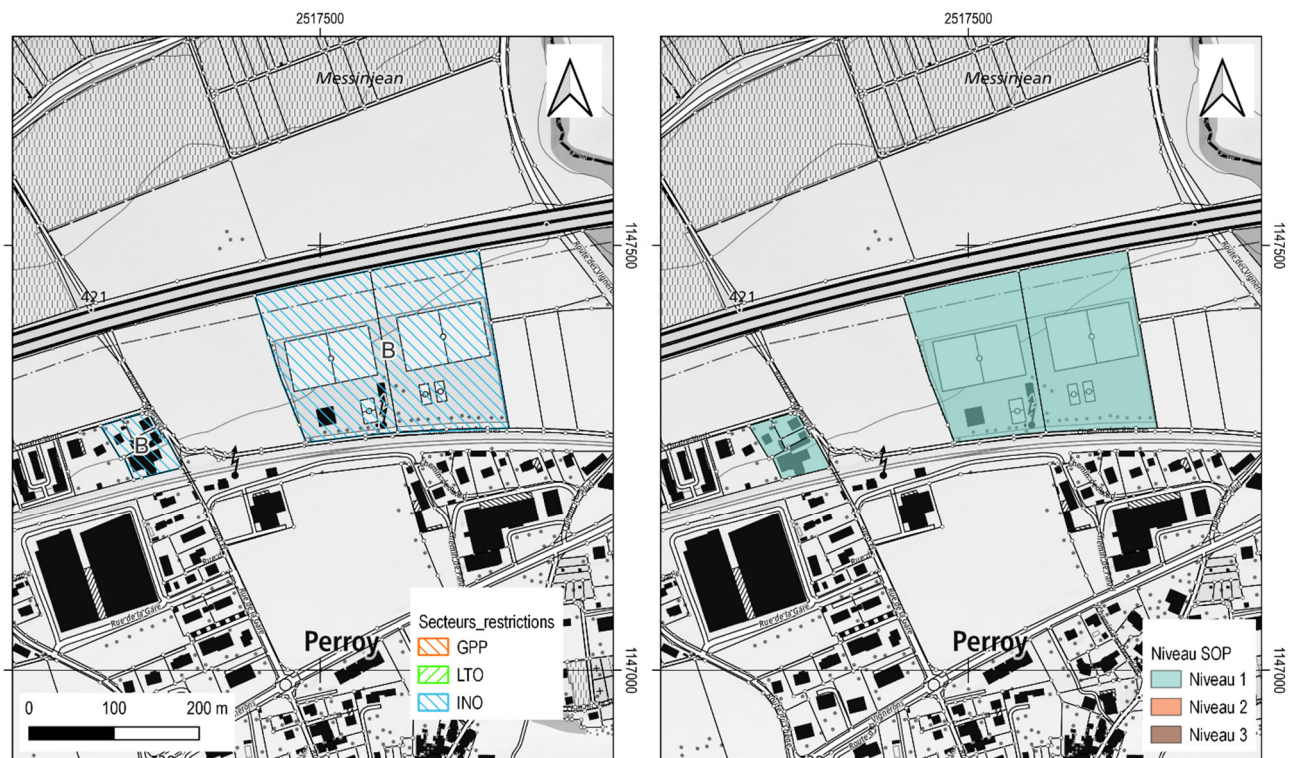 2517500
2517500
Messinjean
Messinjean
1147500
1147500
421
421
B
B
Rue de la Gare
Rue de la Gare
Perroy
Perroy
Secteurs_restrictions
GPP
LTO
INO
0 100 200 m
Niveau SOP
Niveau 1
Niveau 2
Niveau 3
1147000
1147000